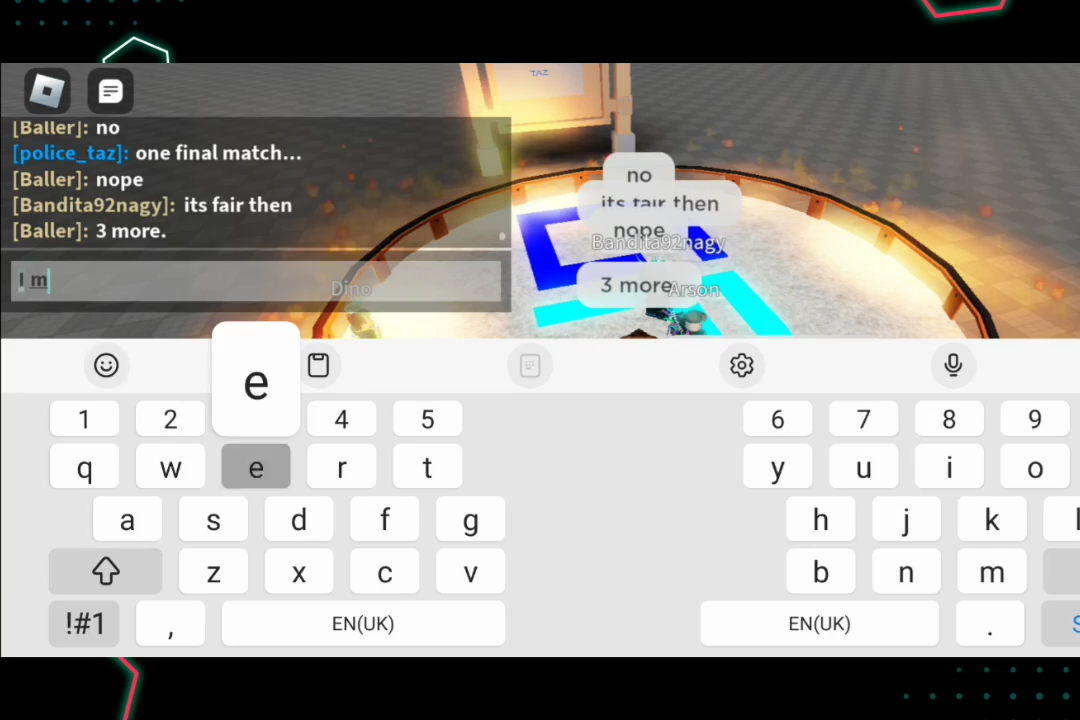 TAZ
[Baller]: no
[police_taz]: one final match...
[Baller]: nope
[Bandita92nagy]: its fair then
[Baller]: 3 more.
I m
Dino
no
its fair then
nope
Bandita92nagy
3 more
Arson
e
1 2 4 5 6 7 8 9
q w e r t y u i o
a s d f g h j k l
z x c v b n m
!#1 , EN(UK) EN(UK) . S